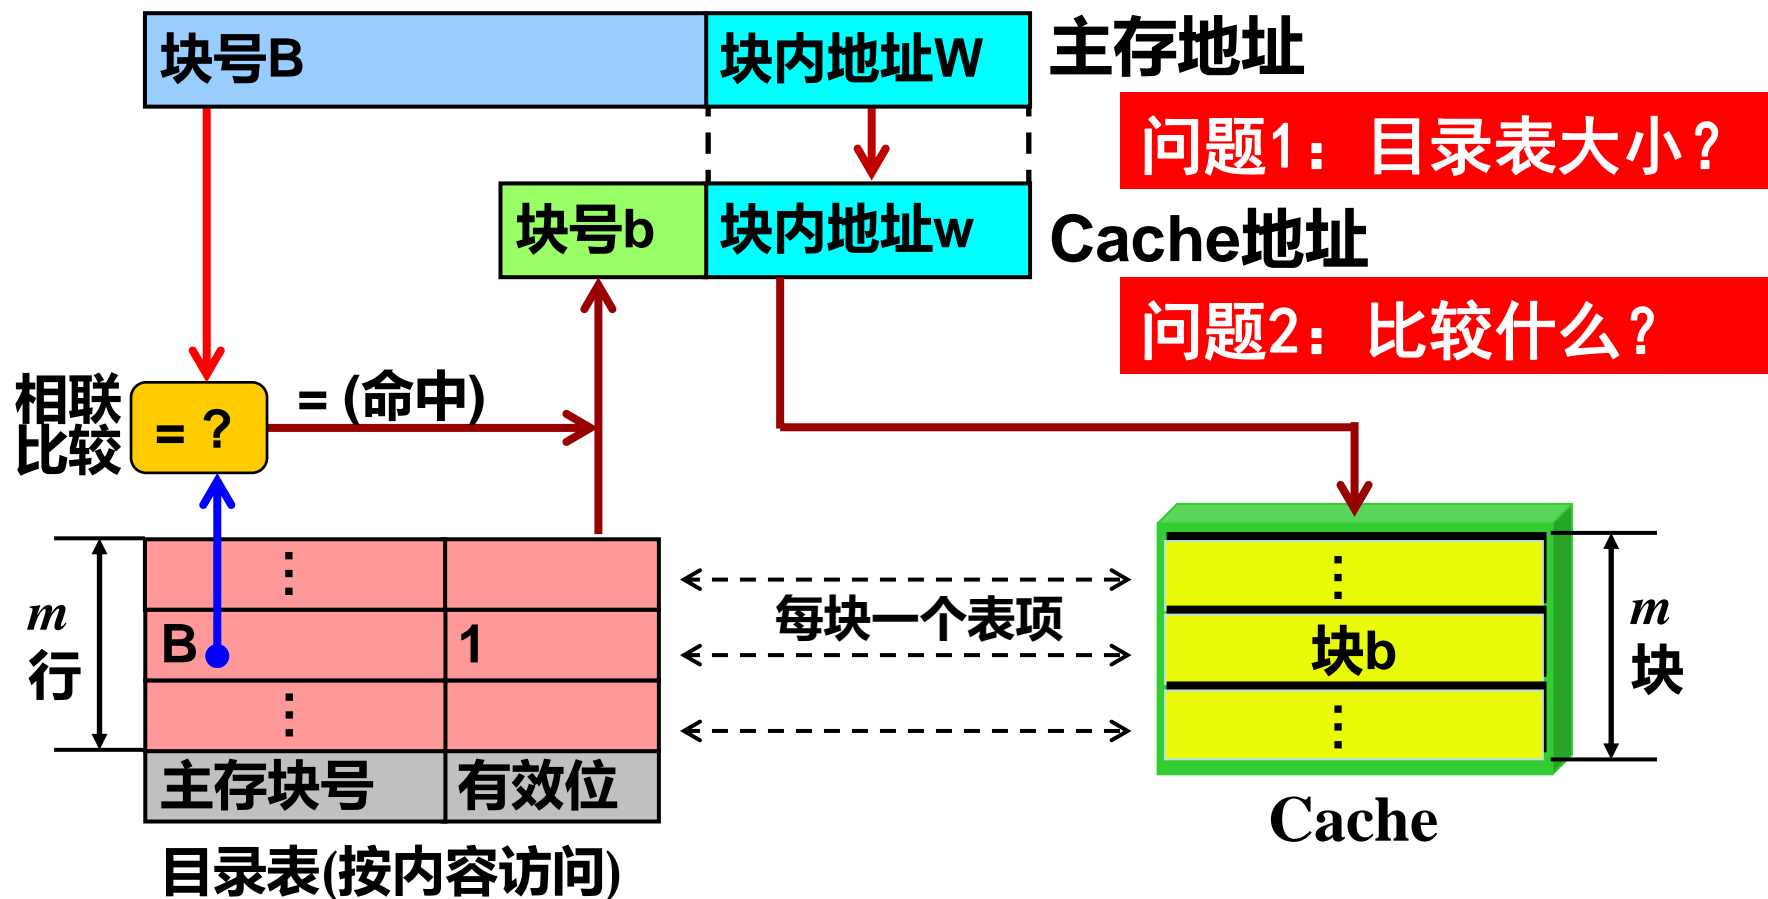 块号B
块内地址W
主存地址
问题1：目录表大小？
块号b
块内地址w
Cache地址
问题2：比较什么？
相联
比较
=？
=(命中)
⋮
m
行
B
1
⋮
主存块号
有效位
目录表(按内容访问)
每块一个表项
⋮
块b
⋮
m
块
Cache